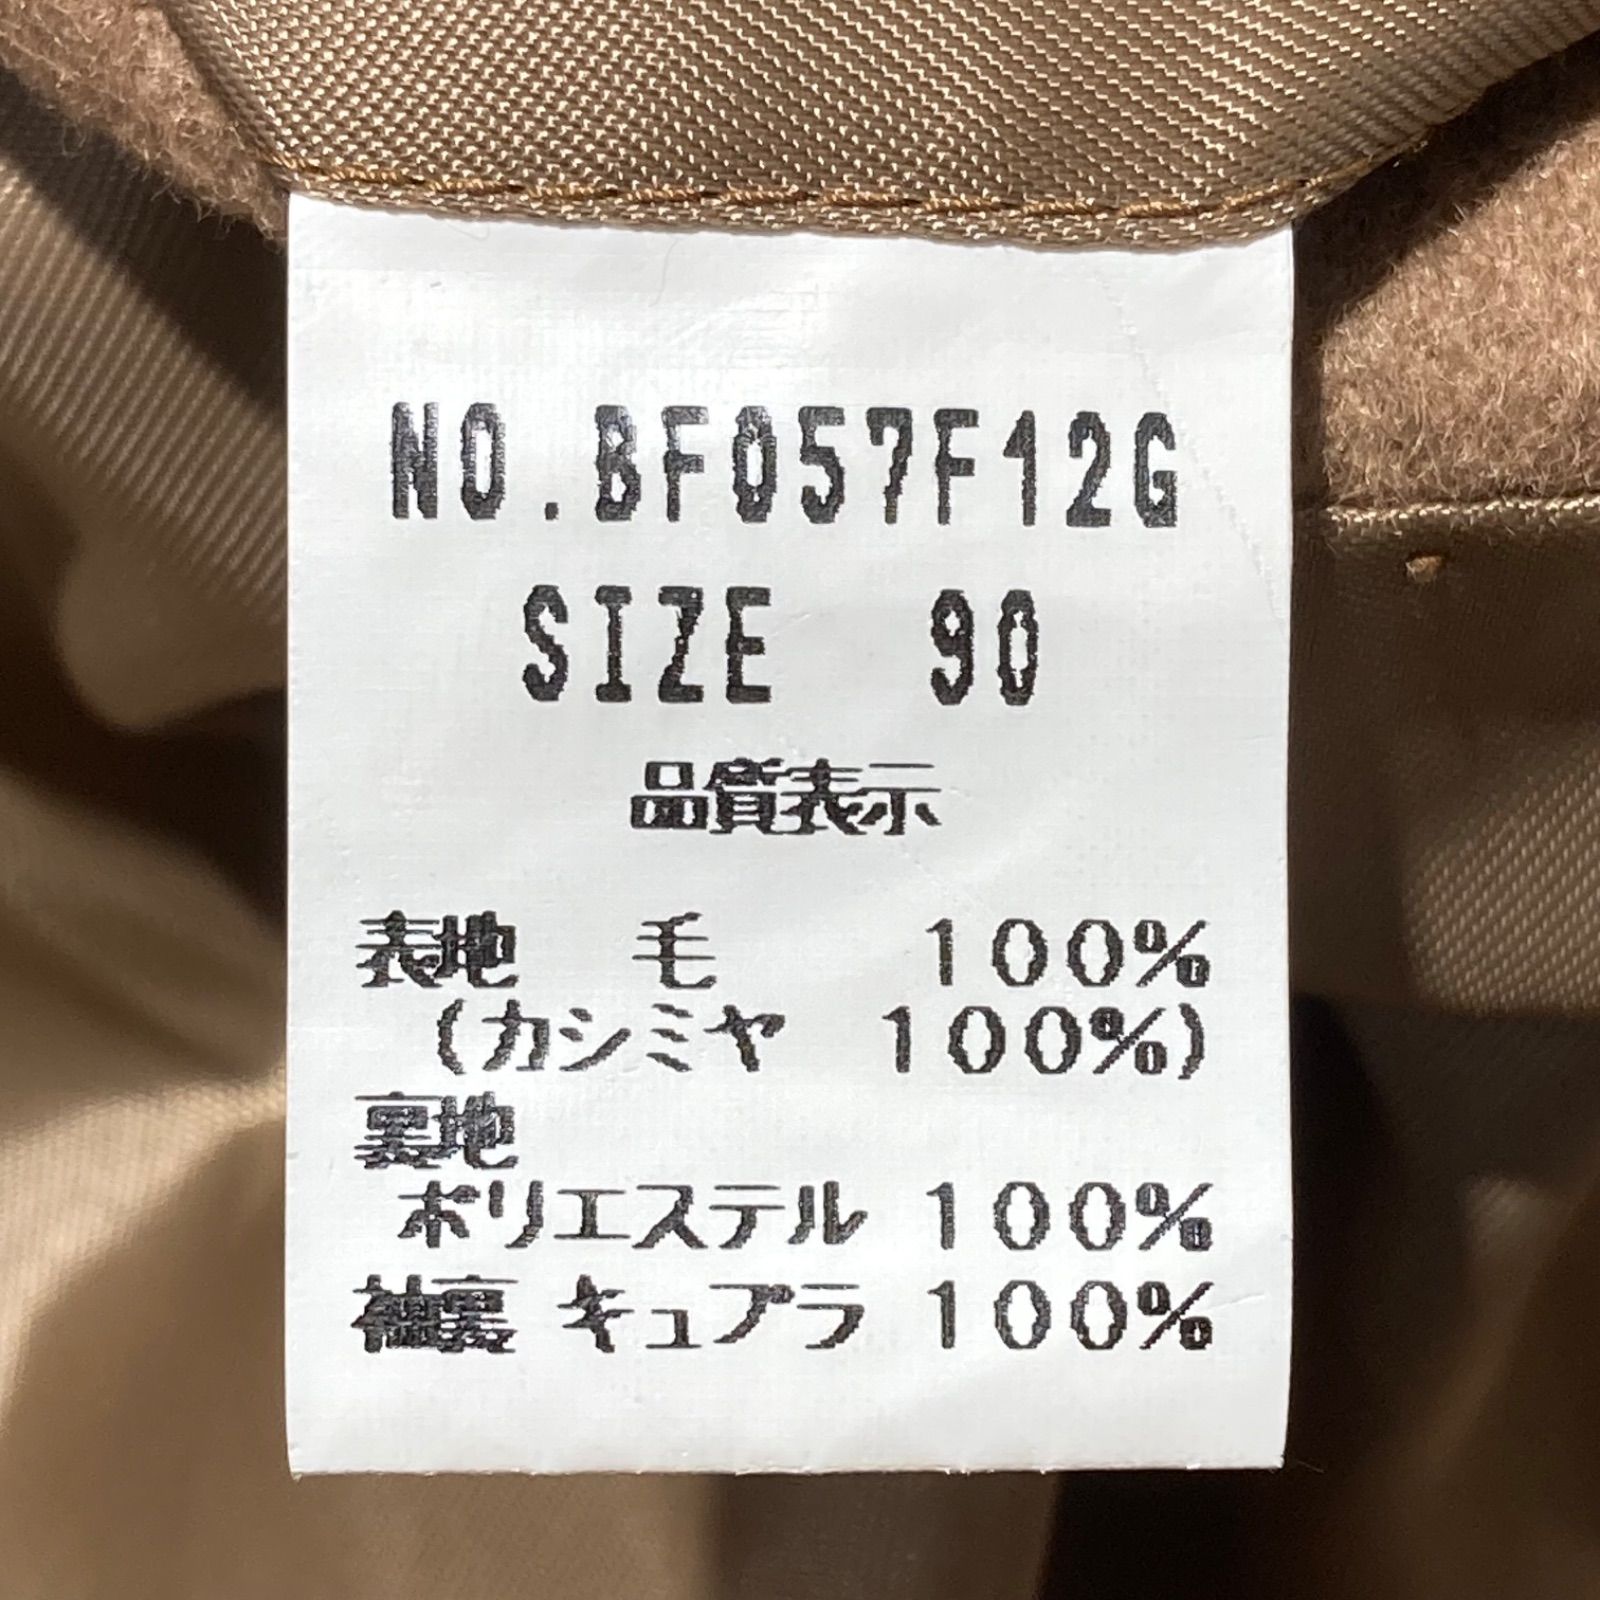 NO.BF057F12G
SIZE 90
品質表示
表地 毛 100%
(カシミヤ 100%)
裏地
ポリエステル 100%
袖裏 キュプラ 100%